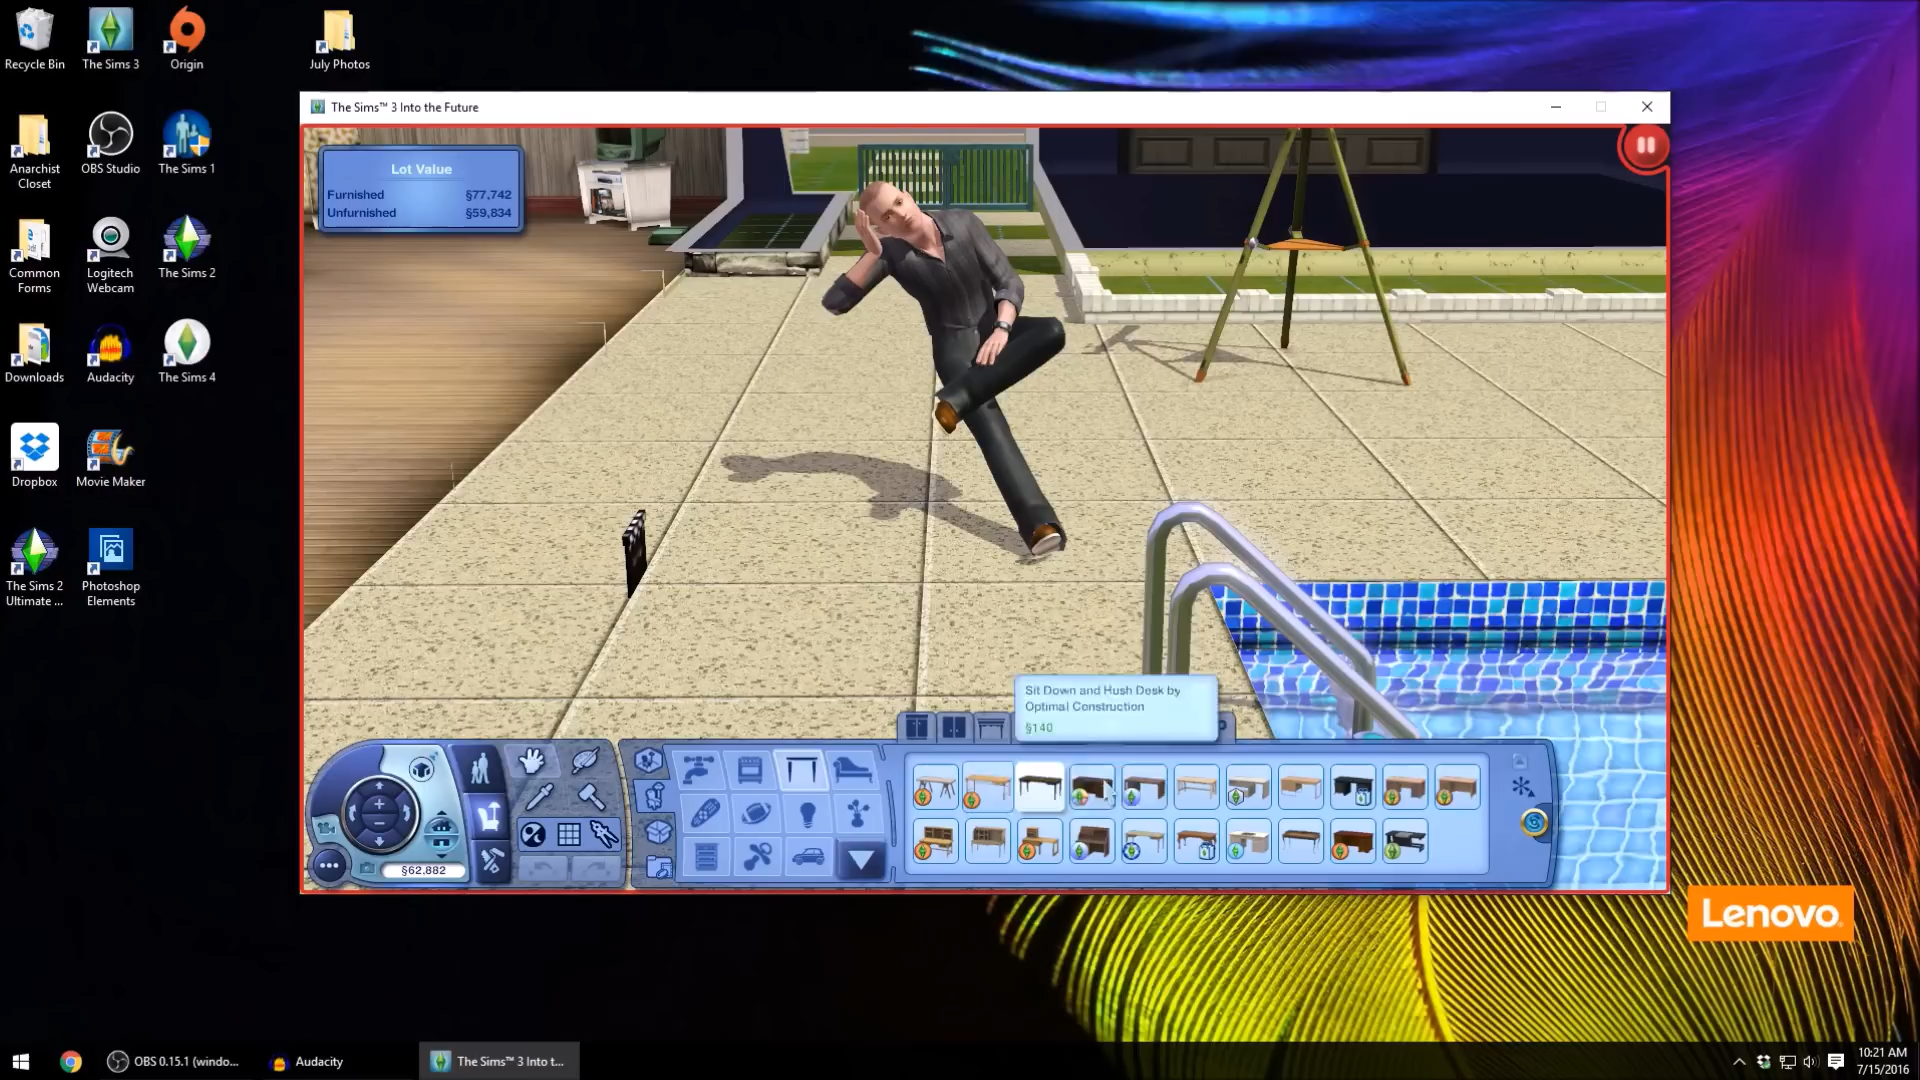 Recycle Bin
The Sims 3
Origin
July Photos
Anarchist
Closet
OBS Studio
The Sims 1
Common
Forms
Logitech
Webcam
The Sims 2
Downloads
Audacity
The Sims 4
Dropbox
Movie Maker
The Sims 2
Ultimate ...
Photoshop
Elements
The Sims™ 3 Into the Future
Lot Value
Furnished §77,742
Unfurnished §59,834
Sit Down and Hush Desk by
Optimal Construction
§140
§62,882
Lenovo
OBS 0.15.1 (windo...
Audacity
The Sims™ 3 Into t...
10:21 AM
7/15/2016